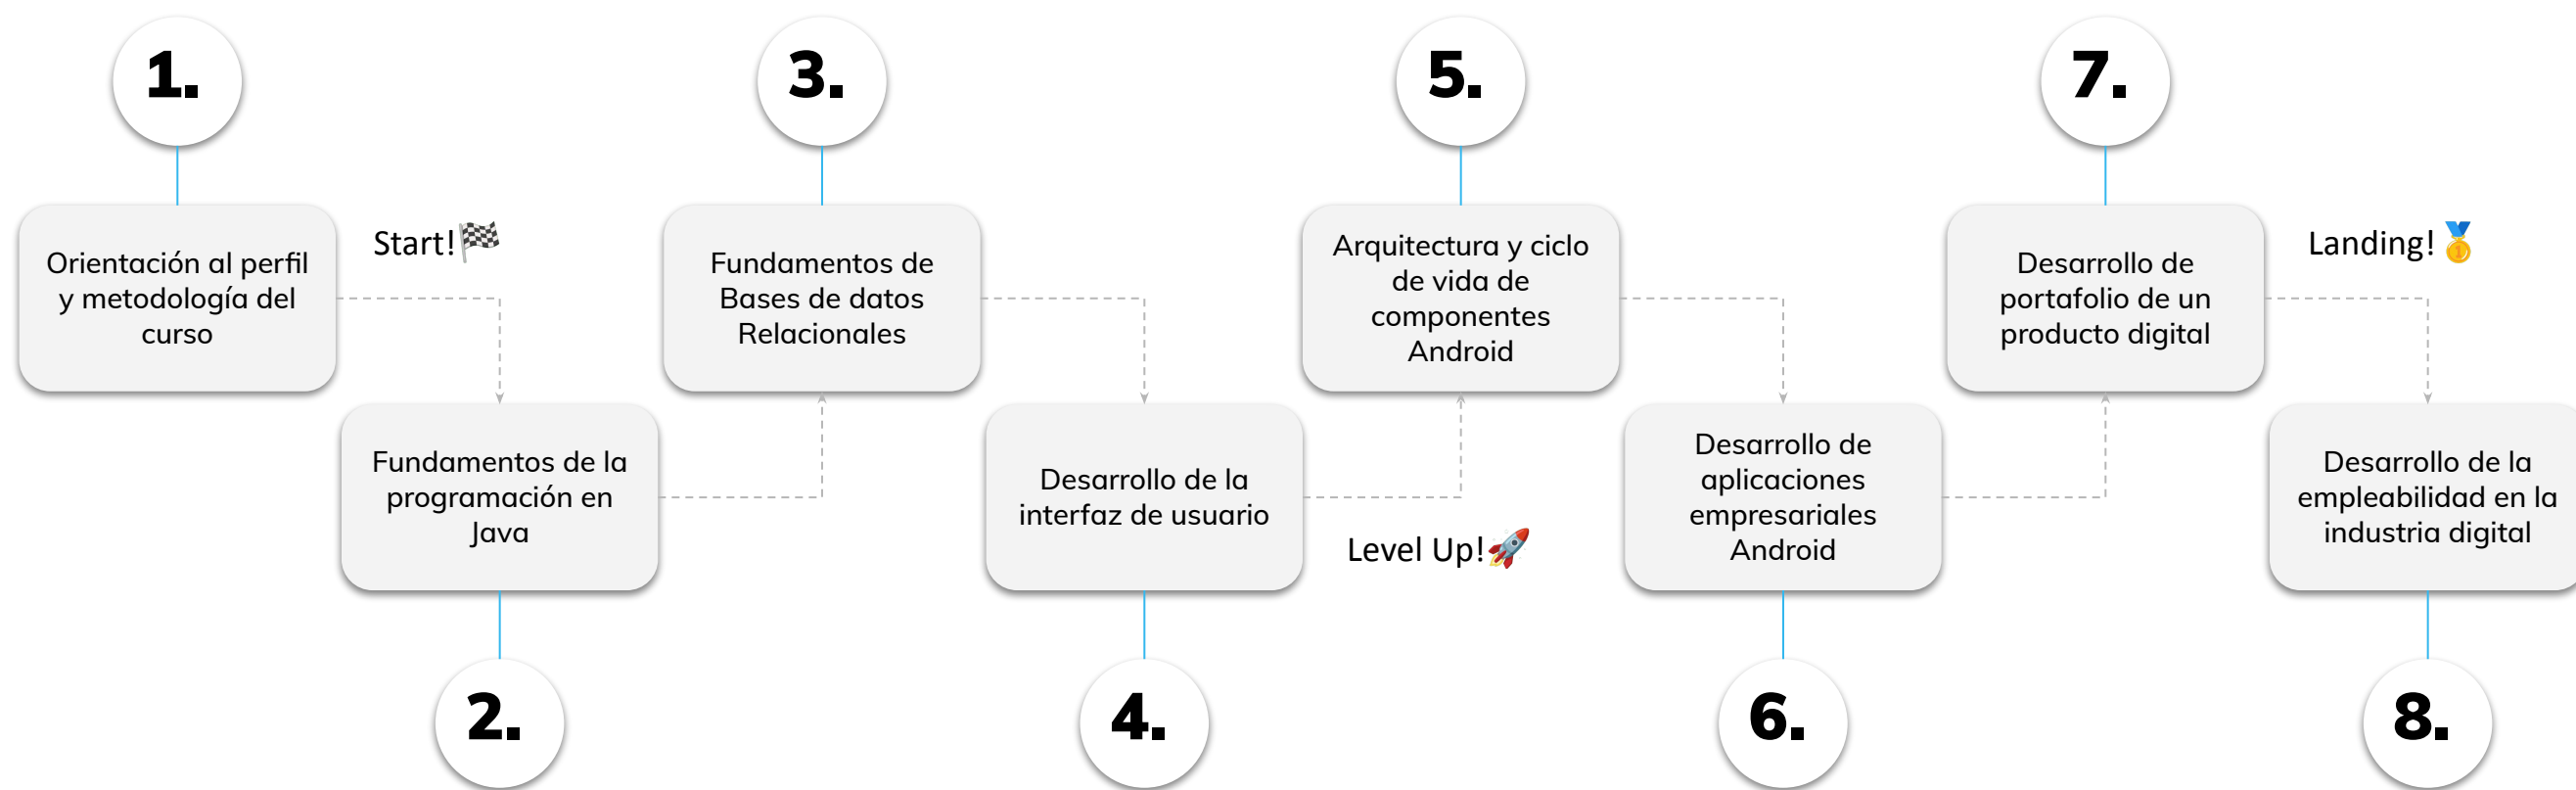 1.
Orientación al perfil
y metodología del
curso
Start!🏁
2.
Fundamentos de la
programación en
Java
3.
Fundamentos de
Bases de datos
Relacionales
4.
Desarrollo de la
interfaz de usuario
Level Up!🚀
5.
Arquitectura y ciclo
de vida de
componentes
Android
6.
Desarrollo de
aplicaciones
empresariales
Android
7.
Desarrollo de
portafolio de un
producto digital
Landing!🥇
8.
Desarrollo de la
empleabilidad en la
industria digital